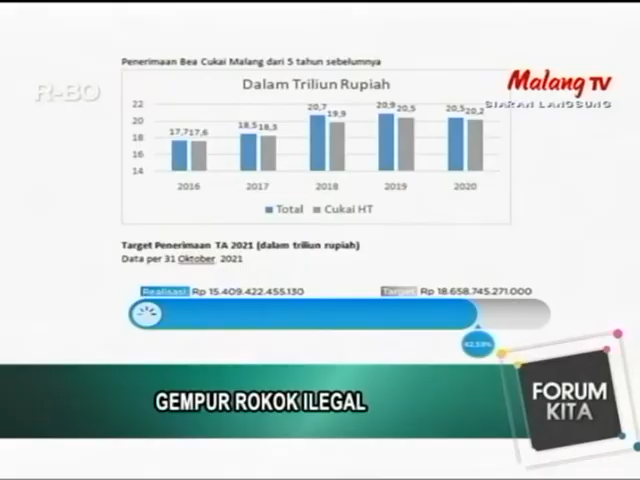 Penerimaan Bea Cukai Malang dari 5 tahun sebelumnya
R-BO
Malang TV
SIARAN LANGSUNG
Dalam Triliun Rupiah
22
20
18
16
14
17,7 17,6
18,5 18,3
20,7 19,9
20,9 20,5
20,5 20,2
2016 2017 2018 2019 2020
Total Cukai HT
Target Penerimaan TA 2021 (dalam triliun rupiah)
Data per 31 Oktober 2021
Realisasi Rp 15.409.422.455.130 Target Rp 18.658.745.271.000
GEMPUR ROKOK ILEGAL
FORUM
KITA